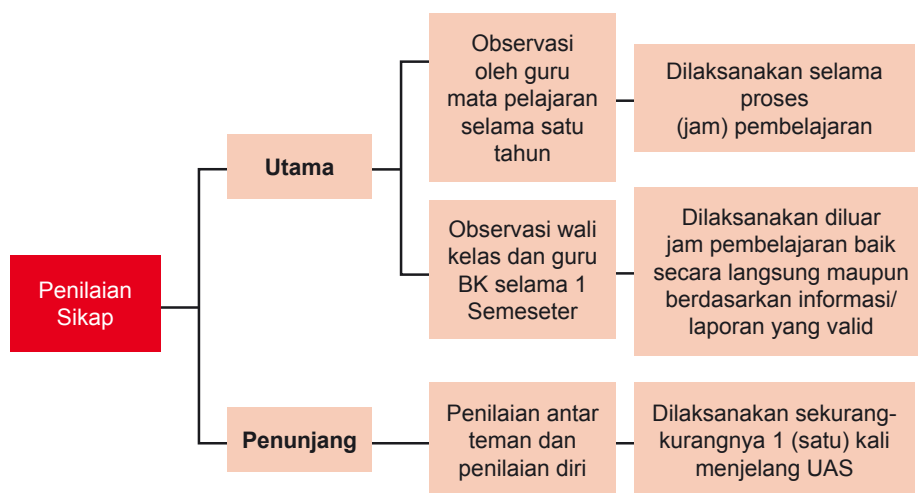 Penilaian
Sikap
Utama
Observasi
oleh guru
mata pelajaran
selama satu
tahun
Dilaksanakan selama
proses
(jam) pembelajaran
Observasi wali
kelas dan guru
BK selama 1
Semeseter
Dilaksanakan diluar
jam pembelajaran baik
secara langsung maupun
berdasarkan informasi/
laporan yang valid
Penunjang
Penilaian antar
teman dan
penilaian diri
Dilaksanakan sekurang-
kurangnya 1 (satu) kali
menjelang UAS